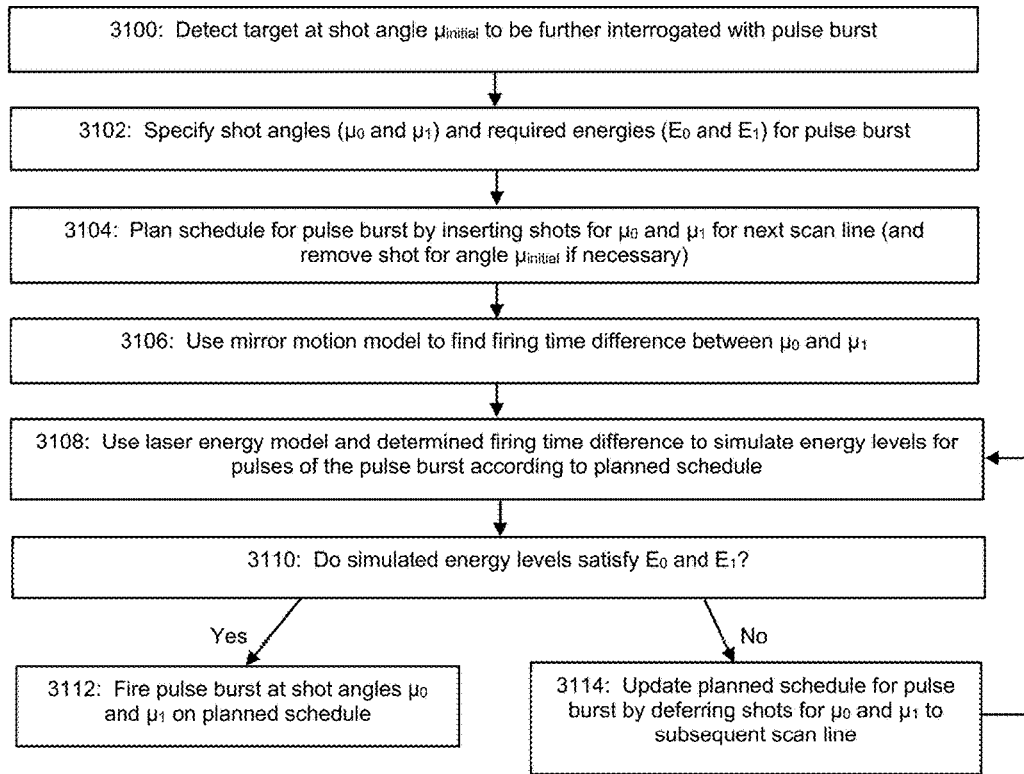 3100: Detect target at shot angle µinitial to be further interrogated with pulse burst
3102: Specify shot angles (µ0 and µ1) and required energies (E0 and E1) for pulse burst
3104: Plan schedule for pulse burst by inserting shots for µ0 and µ1 for next scan line (and
remove shot for angle µinitial if necessary)
3106: Use mirror motion model to find firing time difference between µ0 and µ1
3108: Use laser energy model and determined firing time difference to simulate energy levels for
pulses of the pulse burst according to planned schedule
3110: Do simulated energy levels satisfy E0 and E1?
Yes
No
3112: Fire pulse burst at shot angles µ0
and µ1 on planned schedule
3114: Update planned schedule for pulse
burst by deferring shots for µ0 and µ1 to
subsequent scan line